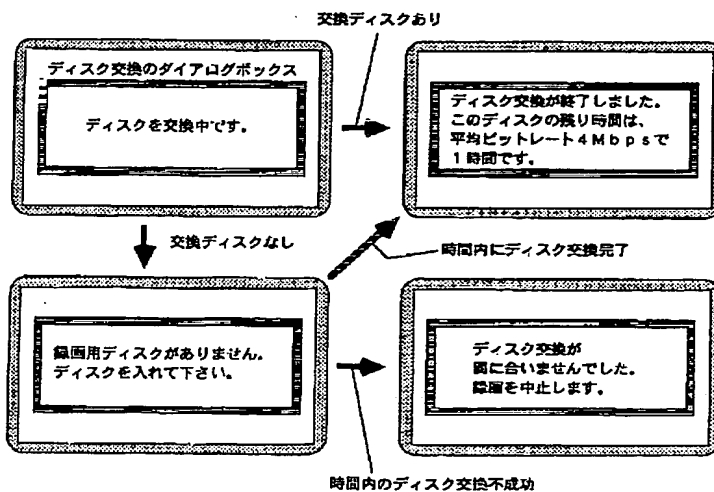 交換ディスクあり
ディスク交換のダイアログボックス
ディスクを交換中です。
ディスク交換が終了しました。
このディスクの残り時間は、
平均ビットレート4Mbpsで
1時間です。
交換ディスクなし
時間内にディスク交換完了
録画用ディスクがありません。
ディスクを入れて下さい。
ディスク交換が
間に合いませんでした。
録画を中止します。
時間内のディスク交換不成功